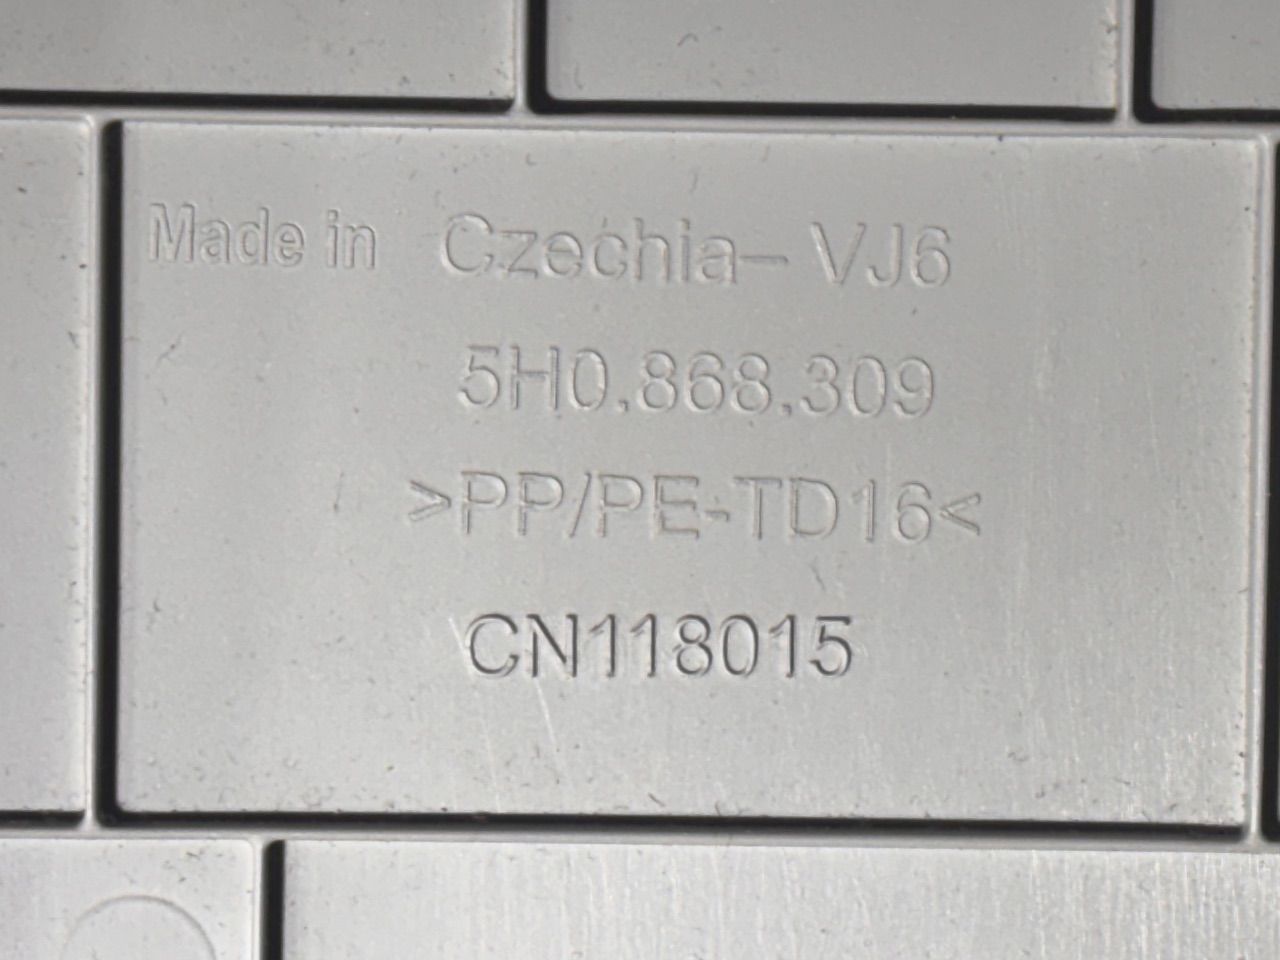 Made in Czechia– VJ6
5H0.868.309
>PP/PE-TD16<
CN118015